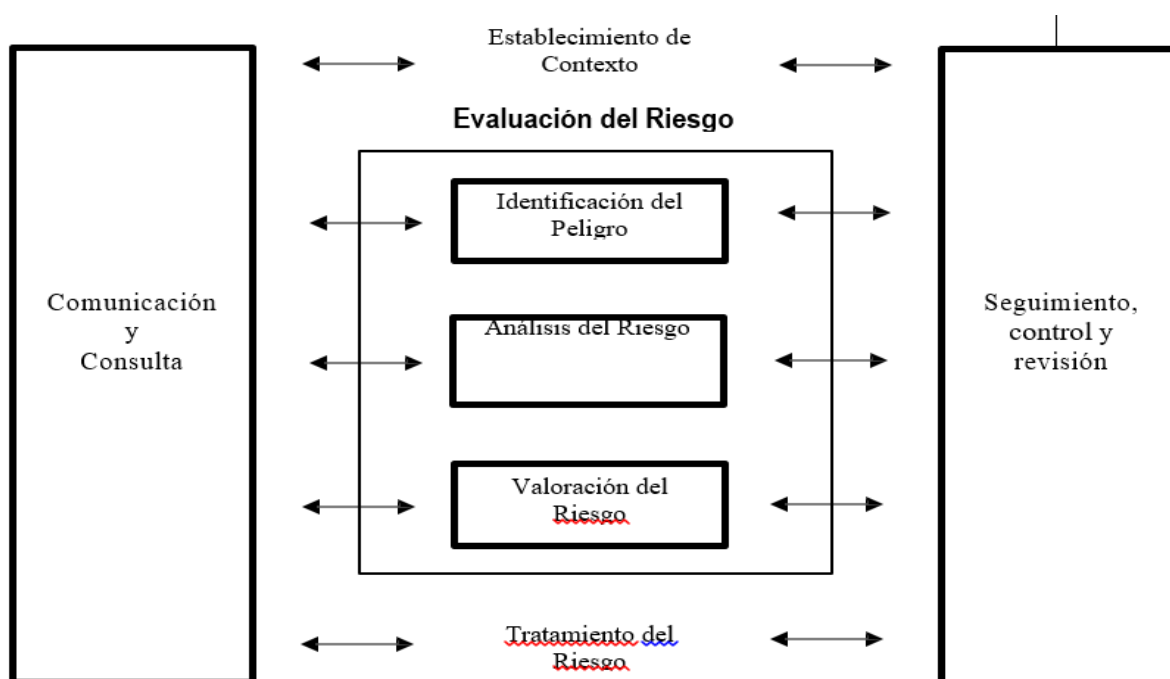 Establecimiento de
Contexto
Evaluación del Riesgo
Identificación del
Peligro
Comunicación
y
Consulta
Análisis del Riesgo
Seguimiento,
control y
revisión
Valoración del
Riesgo
Tratamiento del
Riesgo